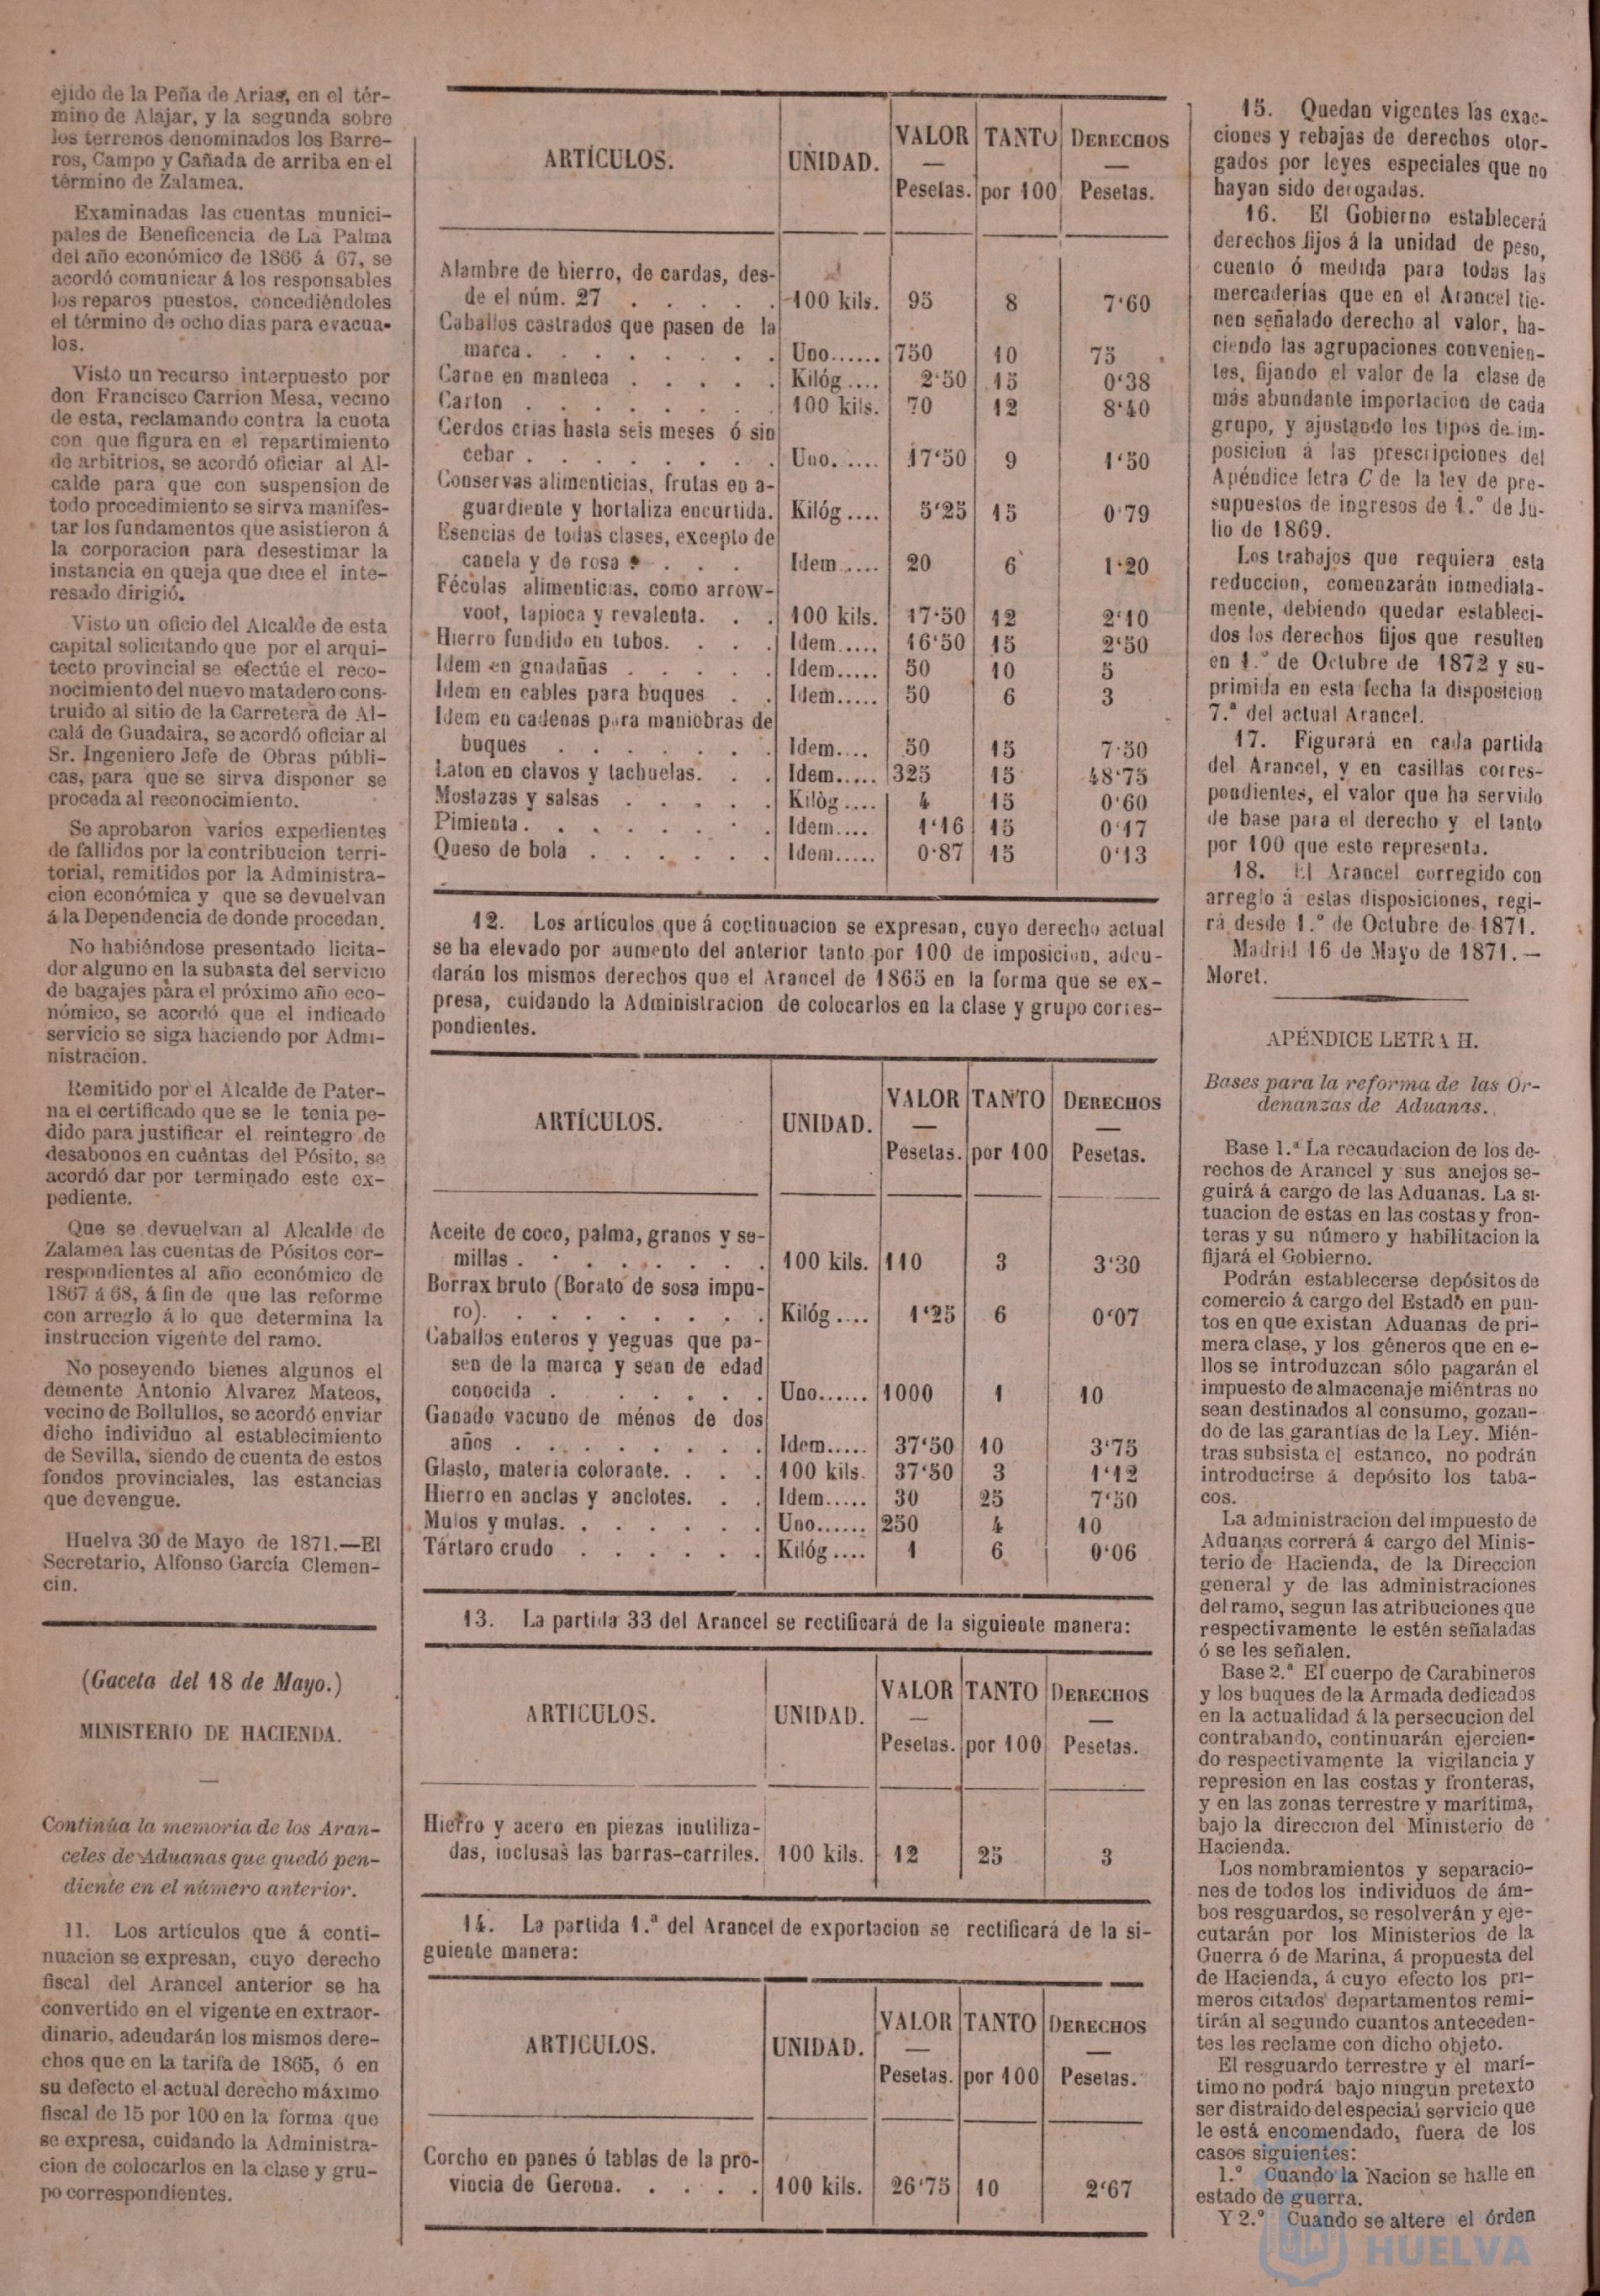 ejido de la Peña de Arias, en el tér-
mino de Alajar, y la segunda sobre
los terrenos denominados los Barre-
ros, Campo y Cañada de arriba en el
término de Zalamea.
Examinadas las cuentas munici-
pales de Beneficencia de La Palma
del año económico de 1866 á 67, se
acordó comunicar á los responsables
los reparos puestos, concediéndoles
el término de ocho dias para evacua-
los.
Visto un recurso interpuesto por
don Francisco Carrion Mesa, vecino
de esta, reclamando contra la cuota
con que figura en el repartimiento
de arbitrios, se acordó oficiar al Al-
calde para que con suspension de
todo procedimiento se sirva manifes-
tar los fundamentos que asistieron á
la corporacion para desestimar la
instancia en queja que dice el inte-
resado dirigió.
Visto un oficio del Alcalde de esta
capital solicitando que por el arqui-
tecto provincial se efectúe el reco-
nocimiento del nuevo matadero cons-
truido al sitio de la Carretera de Al-
calá de Guadaira, se acordó oficiar al
Sr. Ingeniero Jefe de Obras públi-
cas, para que se sirva disponer se
proceda al reconocimiento.
Se aprobaron varios expedientes
de fallidos por la contribucion terri-
torial, remitidos por la Administra-
cion económica y que se devuelvan
á la Dependencia de donde procedan.
No habiéndose presentado licita-
dor alguno en la subasta del servicio
de bagajes para el próximo año eco-
nómico, se acordó que el indicado
servicio se siga haciendo por Admi-
nistracion.
Remitido por el Alcalde de Pater-
na el certificado que se le tenia pe-
dido para justificar el reintegro de
desabonos en cuentas del Pósito, se
acordó dar por terminado este ex-
pediente.
Que se devuelvan al Alcalde de
Zalamea las cuentas de Pósitos cor-
respondientes al año económico de
1867 á 68, á fin de que las reforme
con arreglo á lo que determina la
instruccion vigente del ramo.
No poseyendo bienes algunos el
demente Antonio Alvarez Mateos,
vecino de Bollullos, se acordó enviar
dicho individuo al establecimiento
de Sevilla, siendo de cuenta de estos
fondos provinciales, las estancias
que devengue.
Huelva 30 de Mayo de 1871.—El
Secretario, Alfonso García Clemen-
cin.
(Gaceta del 18 de Mayo.)
MINISTERIO DE HACIENDA.
—
Continúa la memoria de los Aran-
celes de Aduanas que quedó pen-
diente en el número anterior.
11. Los artículos que á conti-
nuacion se expresan, cuyo derecho
fiscal del Arancel anterior se ha
convertido en el vigente en extraor-
dinario, adeudarán los mismos dere-
chos que en la tarifa de 1865, ó en
su defecto el actual derecho máximo
fiscal de 15 por 100 en la forma que
se expresa, cuidando la Administra-
cion de colocarlos en la clase y gru-
po correspondientes.
ARTÍCULOS. UNIDAD. VALOR — Pesetas. TANTO por 100 DERECHOS — Pesetas.
Alambre de hierro, de cardas, des-
de el núm. 27 . . . . . 100 kils. 95 8 7‘60
Caballos castrados que pasen de la
marca. . . . . . . . Uno...... 750 10 75
Carne en manteca . . . . . Kilóg.... 2‘50 15 0‘38
Carton . . . . . . . . 100 kils. 70 12 8‘40
Cerdos crias hasta seis meses ó sin
cebar . . . . . . . . Uno...... 17‘50 9 1‘50
Conservas alimenticias, frutas en a-
guardiente y hortaliza encurtida. Kilóg.... 5‘25 15 0‘79
Esencias de todas clases, excepto de
canela y de rosa . . . . Idem..... 20 6 1‘20
Féculas alimenticias, como arrow-
voot, tapioca y revalenta. . . 100 kils. 17‘50 12 2‘10
Hierro fundido en tubos. . . . Idem..... 16‘50 15 2‘50
Idem en guadañas . . . . . Idem..... 50 10 5
Idem en cables para buques . . Idem..... 50 6 3
Idem en cadenas para maniobras de
buques . . . . . . . Idem.... 50 15 7‘50
Laton en clavos y tachuelas. . . Idem..... 325 15 48‘75
Mostazas y salsas . . . . . Kilóg.... 4 15 0‘60
Pimienta. . . . . . . . Idem.... 1‘16 15 0‘17
Queso de bola . . . . . . Idem..... 0‘87 15 0‘13
12. Los artículos que á continuacion se expresan, cuyo derecho actual
se ha elevado por aumento del anterior tanto por 100 de imposicion, adeu-
darán los mismos derechos que el Arancel de 1865 en la forma que se ex-
presa, cuidando la Administracion de colocarlos en la clase y grupo corres-
pondientes.
ARTÍCULOS. UNIDAD. VALOR — Pesetas. TANTO por 100 DERECHOS — Pesetas.
Aceite de coco, palma, granos y se-
millas . . . . . . . 100 kils. 110 3 3‘30
Borrax bruto (Borato de sosa impu-
ro). . . . . . . . . Kilóg.... 1‘25 6 0‘07
Caballos enteros y yeguas que pa-
sen de la marca y sean de edad
conocida . . . . . . Uno...... 1000 1 10
Ganado vacuno de ménos de dos
años . . . . . . . . Idem..... 37‘50 10 3‘75
Glasto, materia colorante. . . . 100 kils. 37‘50 3 1‘12
Hierro en anclas y anclotes. . . Idem..... 30 25 7‘50
Mulos y mulas. . . . . . . Uno...... 250 4 10
Tártaro crudo . . . . . . Kilóg.... 1 6 0‘06
13. La partida 33 del Arancel se rectificará de la siguiente manera:
ARTICULOS. UNIDAD. VALOR — Pesetas. TANTO por 100 DERECHOS — Pesetas.
Hierro y acero en piezas inutiliza-
das, inclusas las barras-carriles. 100 kils. 12 25 3
14. La partida 1.ª del Arancel de exportacion se rectificará de la si-
guiente manera:
ARTICULOS. UNIDAD. VALOR — Pesetas. TANTO por 100 DERECHOS — Pesetas.
Corcho en panes ó tablas de la pro-
vincia de Gerona. . . . . 100 kils. 26‘75 10 2‘67
15. Quedan vigentes las exac-
ciones y rebajas de derechos otor-
gados por leyes especiales que no
hayan sido derogadas.
16. El Gobierno establecerá
derechos fijos á la unidad de peso,
cuento ó medida para todas las
mercaderías que en el Arancel tie-
nen señalado derecho al valor, ha-
ciendo las agrupaciones convenien-
tes, fijando el valor de la clase de
más abundante importacion de cada
grupo, y ajustando los tipos de im-
posicion á las prescripciones del
Apéndice letra C de la ley de pre-
supuestos de ingresos de 1.º de Ju-
lio de 1869.
Los trabajos que requiera esta
reduccion, comenzarán inmediata-
mente, debiendo quedar estableci-
dos los derechos fijos que resulten
en 1.º de Octubre de 1872 y su-
primida en esta fecha la disposicion
7.ª del actual Arancel.
17. Figurará en cada partida
del Arancel, y en casillas corres-
pondientes, el valor que ha servido
de base para el derecho y el tanto
por 100 que este representa.
18. El Arancel corregido con
arreglo á estas disposiciones, regi-
rá desde 1.º de Octubre de 1871.
Madrid 16 de Mayo de 1871.—
Moret.
APÉNDICE LETRA H.
Bases para la reforma de las Or-
denanzas de Aduanas.
Base 1.ª La recaudacion de los de-
rechos de Arancel y sus anejos se-
guirá á cargo de las Aduanas. La si-
tuacion de estas en las costas y fron-
teras y su número y habilitacion la
fijará el Gobierno.
Podrán establecerse depósitos de
comercio á cargo del Estado en pun-
tos en que existan Aduanas de pri-
mera clase, y los géneros que en e-
llos se introduzcan sólo pagarán el
impuesto de almacenaje miéntras no
sean destinados al consumo, gozan-
do de las garantias de la Ley. Mién-
tras subsista el estanco, no podrán
introducirse á depósito los taba-
cos.
La administracion del impuesto de
Aduanas correrá á cargo del Minis-
terio de Hacienda, de la Direccion
general y de las administraciones
del ramo, segun las atribuciones que
respectivamente le estén señaladas
ó se les señalen.
Base 2.ª El cuerpo de Carabineros
y los buques de la Armada dedicados
en la actualidad á la persecucion del
contrabando, continuarán ejercien-
do respectivamente la vigilancia y
represion en las costas y fronteras,
y en las zonas terrestre y marítima,
bajo la direccion del Ministerio de
Hacienda.
Los nombramientos y separacio-
nes de todos los individuos de ám-
bos resguardos, se resolverán y eje-
cutarán por los Ministerios de la
Guerra ó de Marina, á propuesta del
de Hacienda, á cuyo efecto los pri-
meros citados departamentos remi-
tirán al segundo cuantos anteceden-
tes les reclame con dicho objeto.
El resguardo terrestre y el marí-
timo no podrá bajo ningun pretexto
ser distraido del especial servicio que
le está encomendado, fuera de los
casos siguientes:
1.º Cuando la Nacion se halle en
estado de guerra.
Y 2.º Cuando se altere el órden
HUELVA